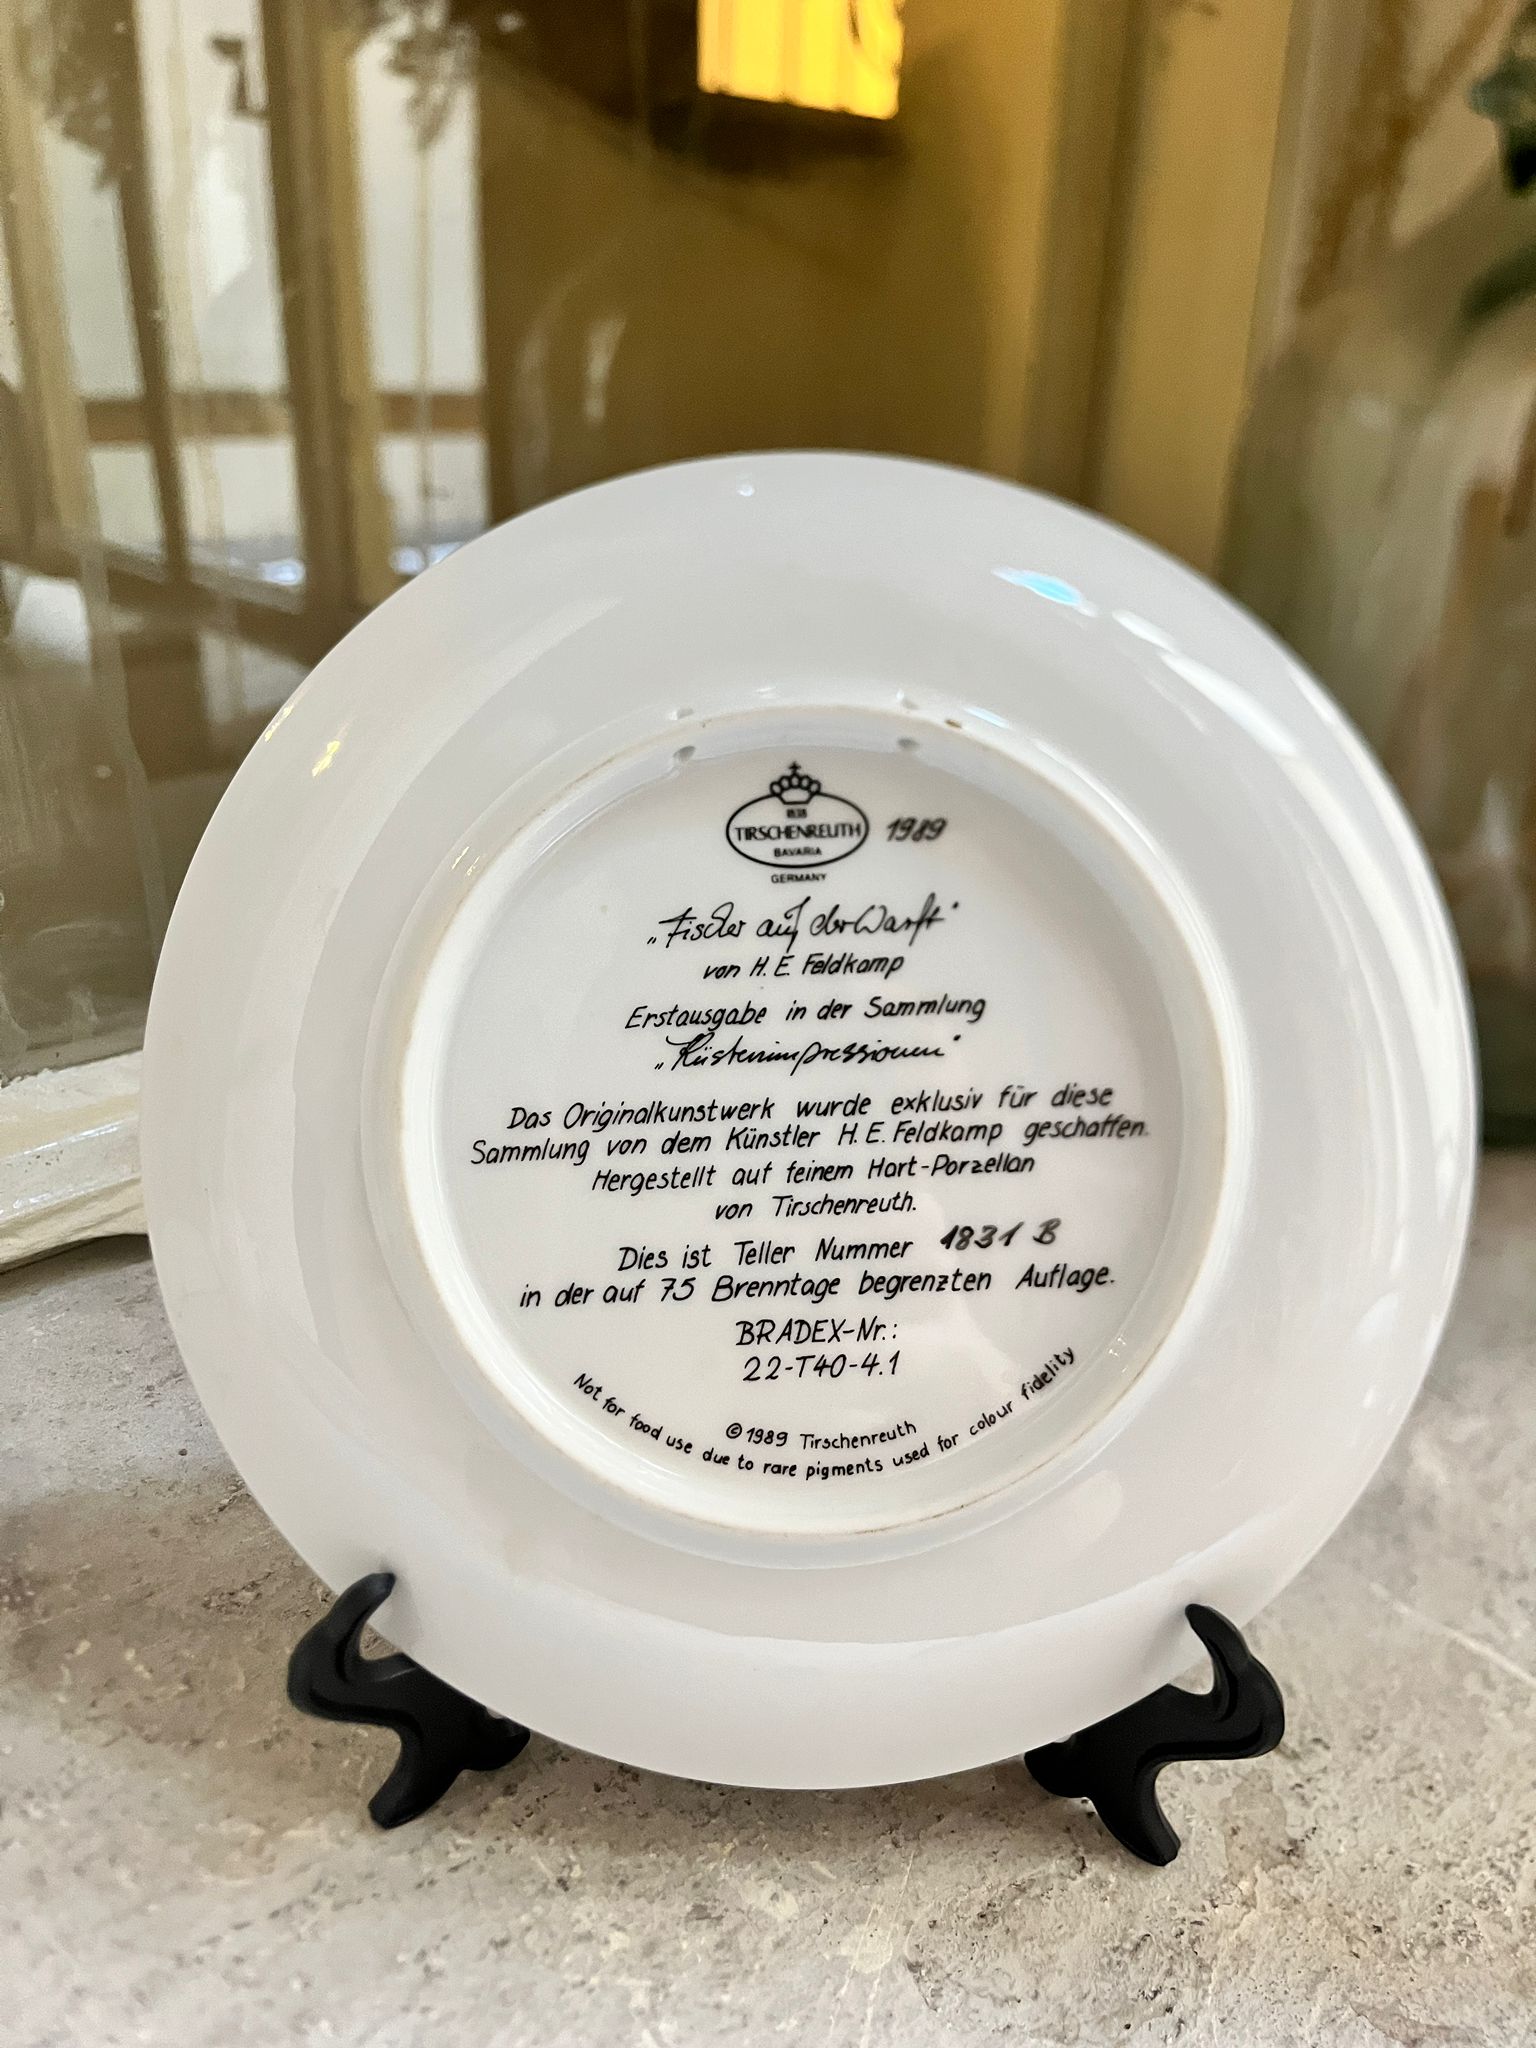 1838
TIRSCHENREUTH
BAVARIA
GERMANY
1989
„Fischer auf der Warft"
von H. E. Feldkamp
Erstausgabe in der Sammlung
„Küstenimpressionen"
Das Originalkunstwerk wurde exklusiv für diese
Sammlung von dem Künstler H. E. Feldkamp geschaffen.
Hergestellt auf feinem Hart-Porzellan
von Tirschenreuth.
Dies ist Teller Nummer 1831 B
in der auf 75 Brenntage begrenzten Auflage.
BRADEX-Nr.:
22-T40-4.1
© 1989 Tirschenreuth
Not for food use due to rare pigments used for colour fidelity